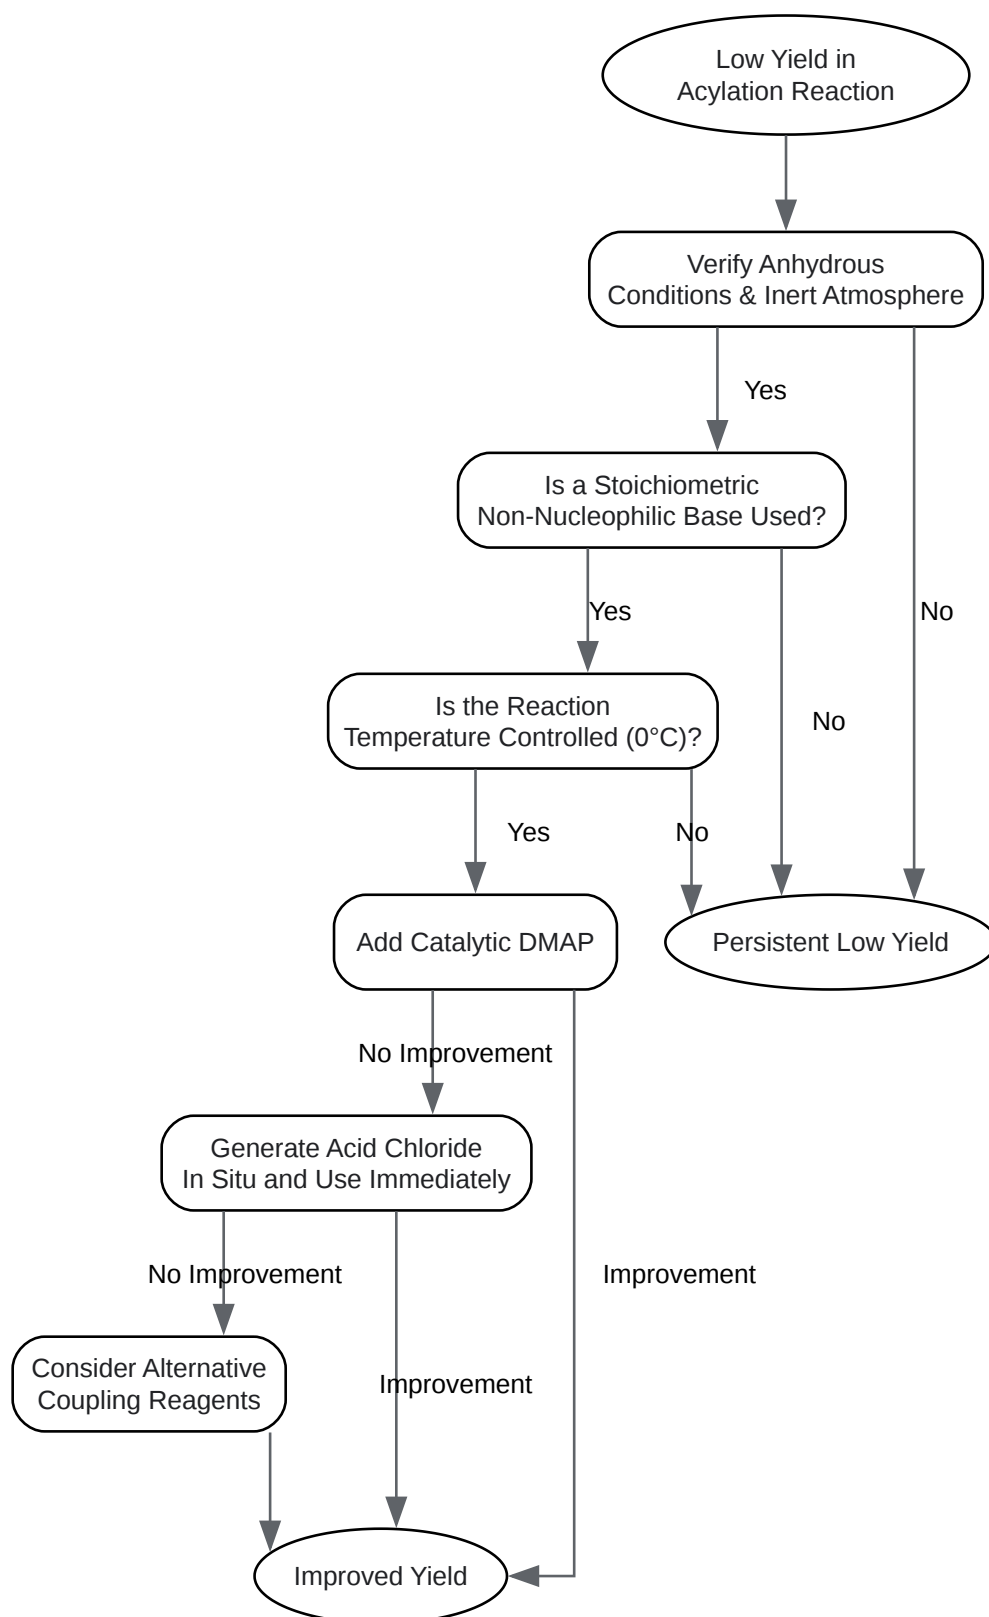 Low Yield in
Acylation Reaction
Verify Anhydrous
Conditions & Inert Atmosphere
Yes
Is a Stoichiometric
Non-Nucleophilic Base Used?
Yes
No
Is the Reaction
Temperature Controlled (0°C)?
No
Yes
No
Add Catalytic DMAP
Persistent Low Yield
No Improvement
Generate Acid Chloride
In Situ and Use Immediately
No Improvement
Improvement
Consider Alternative
Coupling Reagents
Improvement
Improved Yield